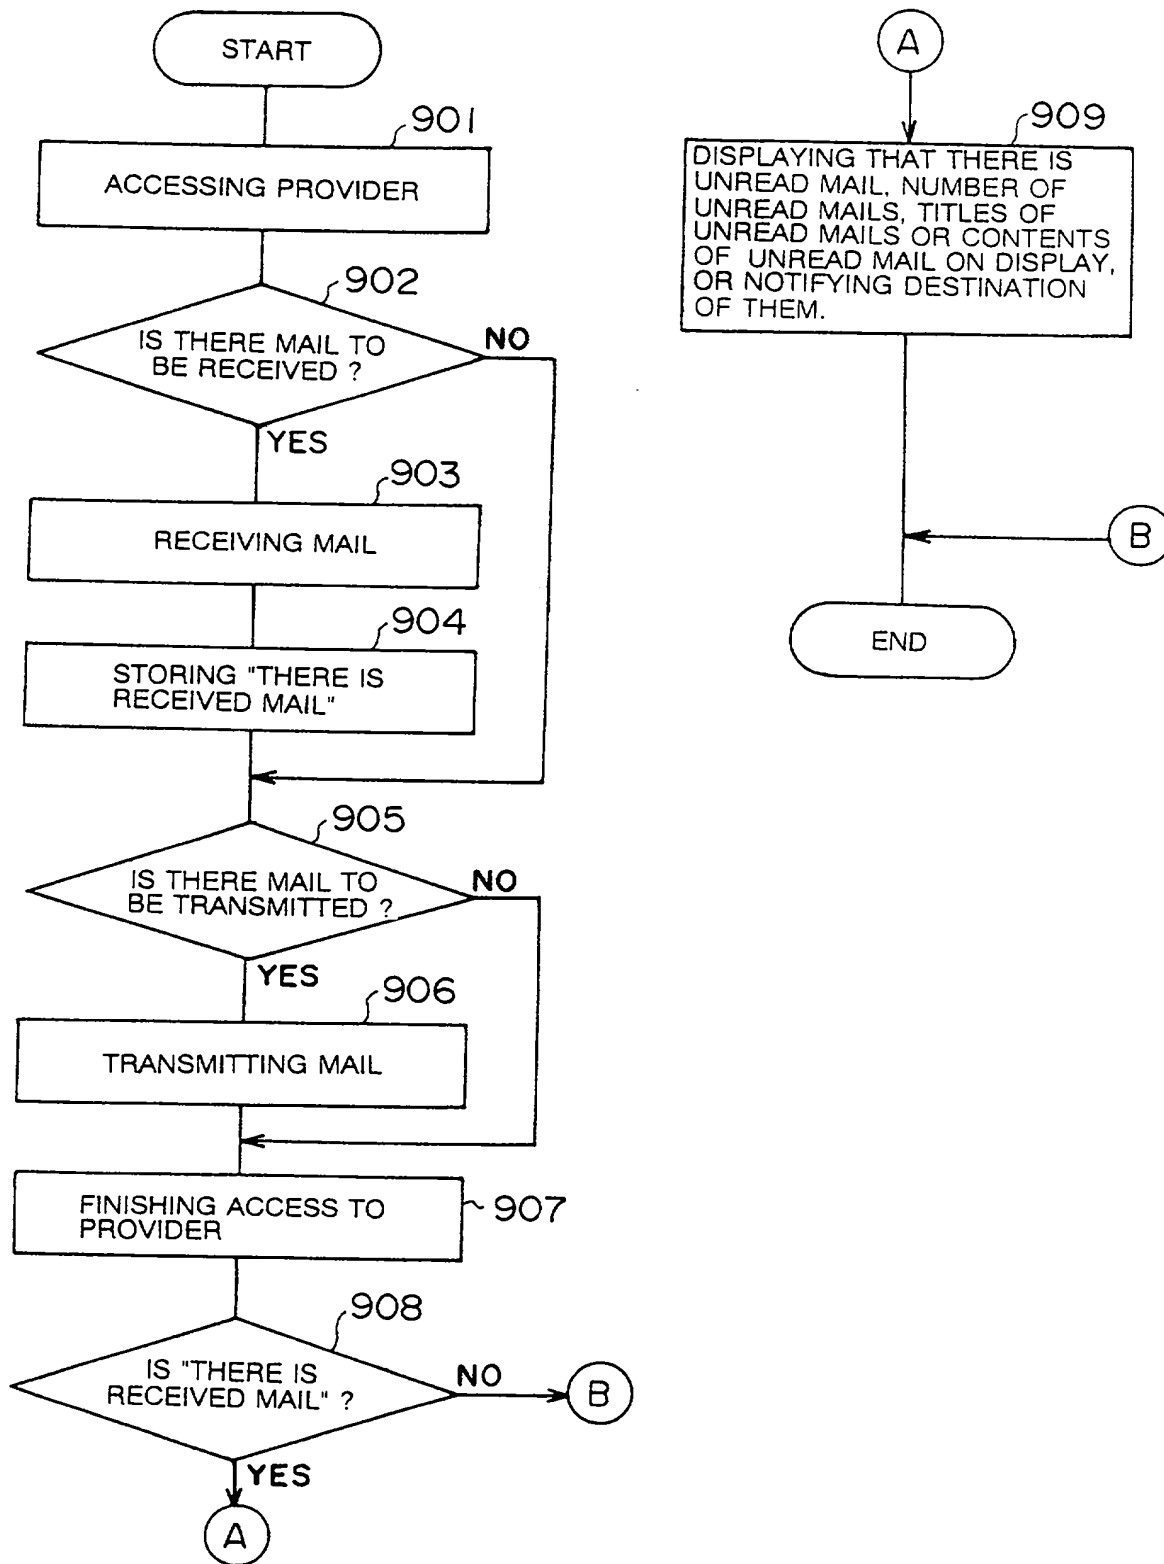 START
901
ACCESSING PROVIDER
902
IS THERE MAIL TO
BE RECEIVED ?
NO
YES
903
RECEIVING MAIL
904
STORING "THERE IS
RECEIVED MAIL"
905
IS THERE MAIL TO
BE TRANSMITTED ?
NO
YES
906
TRANSMITTING MAIL
FINISHING ACCESS TO
PROVIDER
907
908
IS "THERE IS
RECEIVED MAIL" ?
NO
B
YES
A
A
909
DISPLAYING THAT THERE IS
UNREAD MAIL. NUMBER OF
UNREAD MAILS, TITLES OF
UNREAD MAILS OR CONTENTS
OF UNREAD MAIL ON DISPLAY,
OR NOTIFYING DESTINATION
OF THEM.
B
END